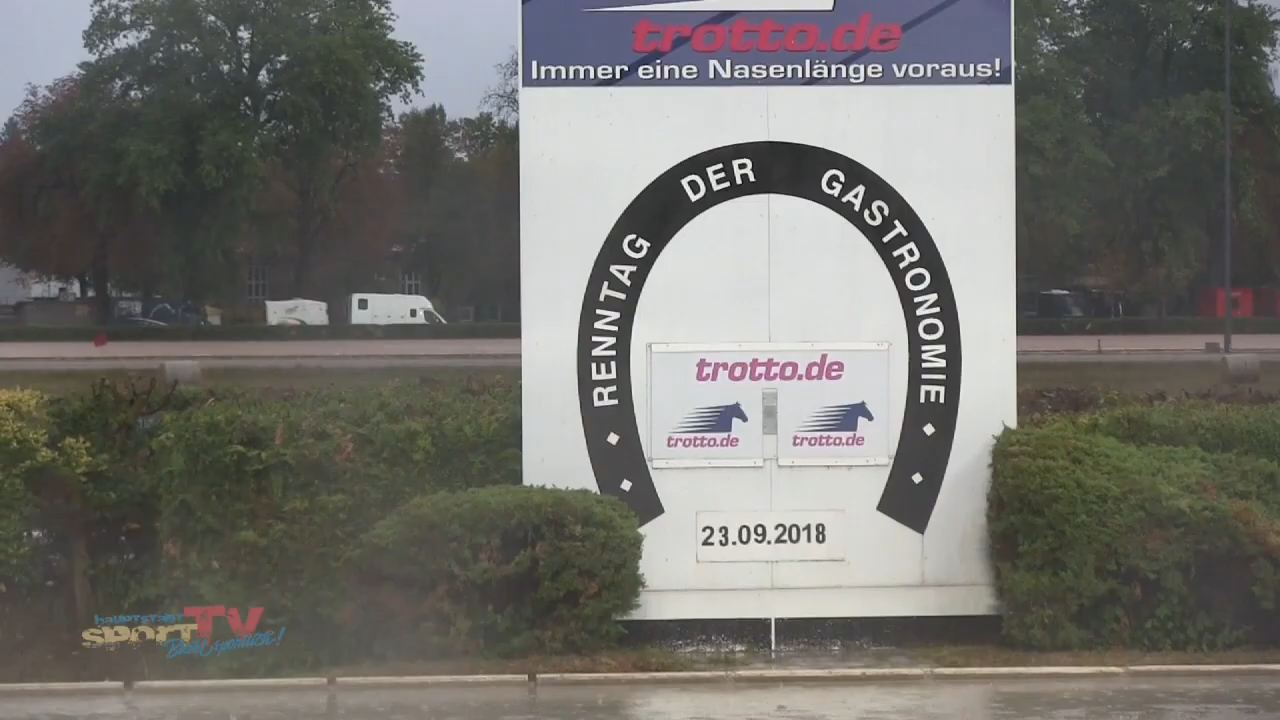 trotto.de
Immer eine Nasenlänge voraus!
RENNTAG DER GASTRONOMIE
trotto.de
trotto.de
trotto.de
23.09.2018
HAUPTSTADT
SPORT TV